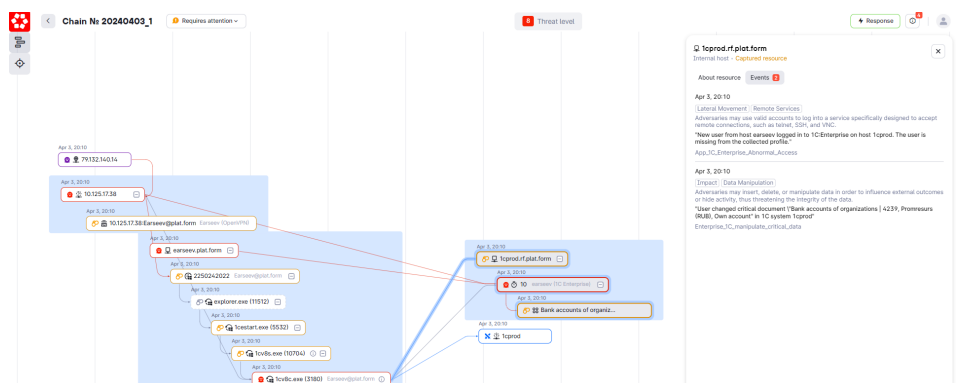 Chain № 20240403_1
Requires attention
8 Threat level
Response
4
1cprod.rf.plat.form
Internal host - Captured resource
About resource Events 2
Apr 3, 20:10
Lateral Movement Remote Services
Adversaries may use valid accounts to log into a service specifically designed to accept
remote connections, such as telnet, SSH, and VNC.
"New user from host earseev logged in to 1C:Enterprise on host 1cprod. The user is
missing from the collected profile."
App_1C_Enterprise_Abnormal_Access
Apr 3, 20:10
Impact Data Manipulation
Adversaries may insert, delete, or manipulate data in order to influence external outcomes
or hide activity, thus threatening the integrity of the data.
"User changed critical document \"Bank accounts of organizations | 4239, Promresurs
(RUB), Own account" in 1C system 1cprod"
Enterprise_1C_manipulate_critical_data
Apr 3, 20:10
79.132.140.14
Apr 3, 20:10
10.125.17.38
Apr 3, 20:10
10.125.17.38:Earseev@plat.form Earseev (OpenVPN)
Apr 3, 20:10
earseev.plat.form
Apr 3, 20:10
2250242022 Earseev@plat.form
Apr 3, 20:10
explorer.exe (11512)
Apr 3, 20:10
1cestart.exe (5532)
Apr 3, 20:10
1cv8s.exe (10704)
Apr 3, 20:10
1cv8c.exe (3180) Earseev@plat.form
Apr 3, 20:10
1cprod.rf.plat.form
Apr 3, 20:10
10 earseev (1C Enterprise)
Apr 3, 20:10
Bank accounts of organiz...
Apr 3, 20:10
1cprod